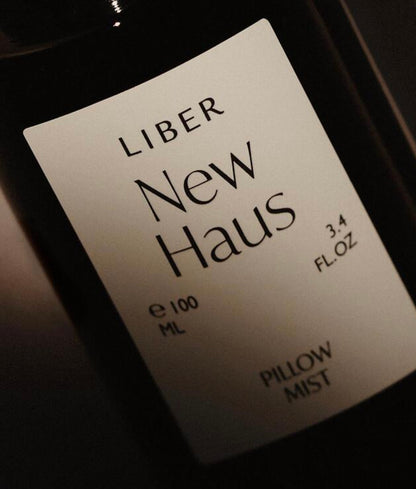 LIBER
New
Haus
℮ 100
ML
3.4
FL.OZ
PILLOW
MIST